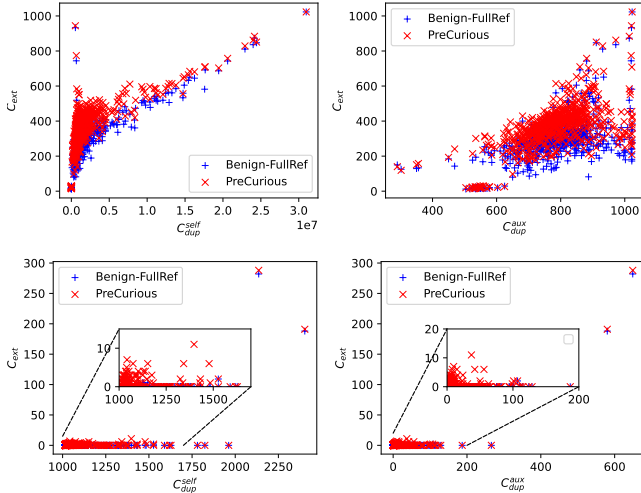 1000
800
600
400
200
0
C_ext
Benign-FullRef
PreCurious
0.0 0.5 1.0 1.5 2.0 2.5 3.0
1e7
C_dup^self
1000
800
600
400
200
0
C_ext
Benign-FullRef
PreCurious
400 600 800 1000
C_dup^aux
300
250
200
150
100
50
0
C_ext
Benign-FullRef
PreCurious
10
0
1000 1250 1500
1000 1250 1500 1750 2000 2250
C_dup^self
300
250
200
150
100
50
0
C_ext
Benign-FullRef
PreCurious
20
10
0
0 100 200
0 200 400 600
C_dup^aux